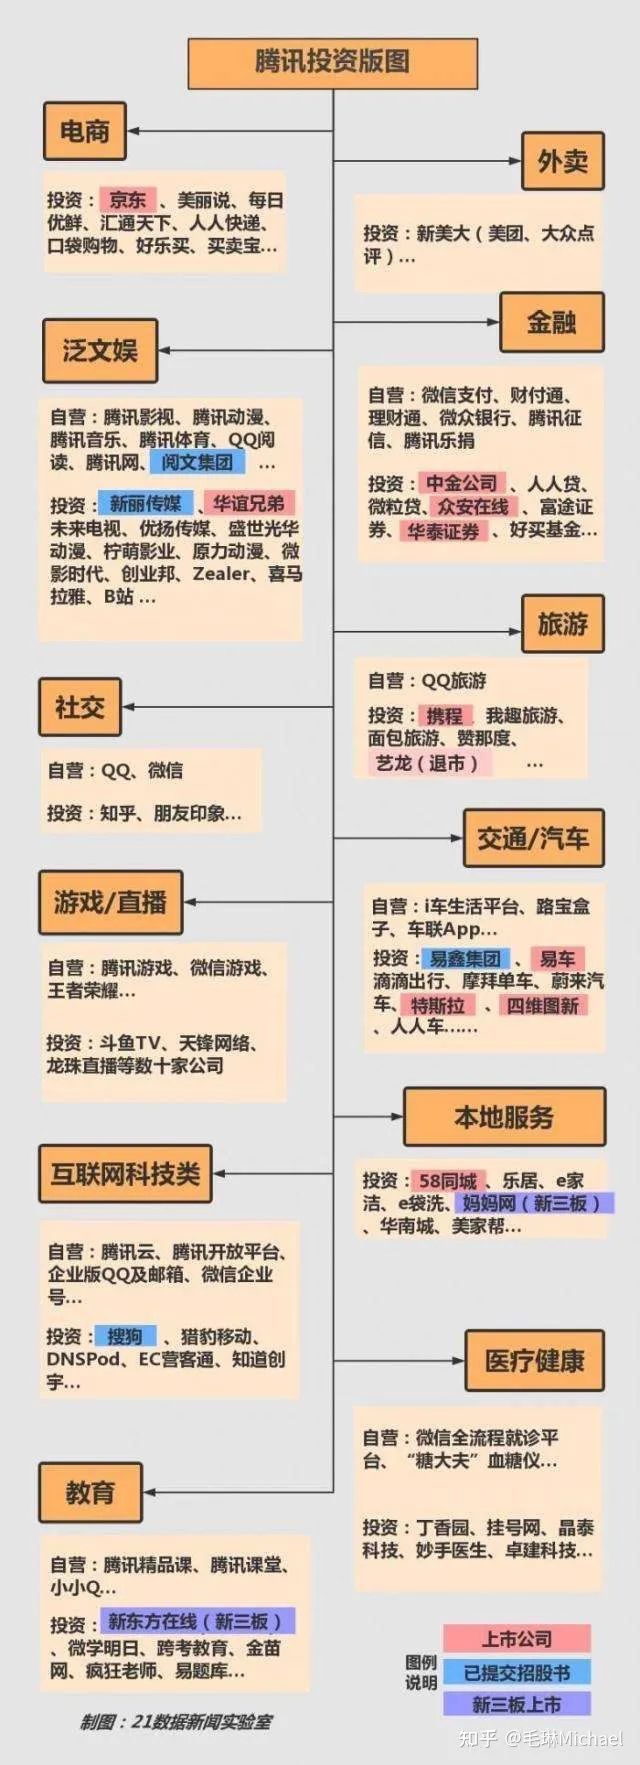 腾讯投资版图
电商
投资：京东、美丽说、每日
优鲜、汇通天下、人人快递、
口袋购物、好乐买、买卖宝...
外卖
投资：新美大（美团、大众点
评）...
泛文娱
自营：腾讯影视、腾讯动漫、
腾讯音乐、腾讯体育、QQ阅
读、腾讯网、阅文集团 ...
投资：新丽传媒、华谊兄弟
未来电视、优扬传媒、盛世光华
动漫、柠萌影业、原力动漫、微
影时代、创业邦、Zealer、喜马
拉雅、B站 ...
金融
自营：微信支付、财付通、
理财通、微众银行、腾讯征
信、腾讯乐捐
投资：中金公司、人人贷、
微粒贷、众安在线、富途证
券、华泰证券、好买基金...
旅游
自营：QQ旅游
投资：携程 我趣旅游、
面包旅游、赞那度、
艺龙（退市） ...
社交
自营：QQ、微信
投资：知乎、朋友印象...
交通/汽车
自营：i车生活平台、路宝盒
子、车联App...
投资：易鑫集团、易车
滴滴出行、摩拜单车、蔚来汽
车、特斯拉、四维图新
、人人车......
游戏/直播
自营：腾讯游戏、微信游戏、
王者荣耀...
投资：斗鱼TV、天锋网络、
龙珠直播等数十家公司
本地服务
投资：58同城、乐居、e家
洁、e袋洗、妈妈网（新三板）
、华南城、美家帮...
互联网科技类
自营：腾讯云、腾讯开放平台、
企业版QQ及邮箱、微信企业
号...
投资：搜狗、猎豹移动、
DNSPod、EC营客通、知道创
宇...
医疗健康
自营：微信全流程就诊平
台、“糖大夫”血糖仪...
投资：丁香园、挂号网、晶泰
科技、妙手医生、卓建科技...
教育
自营：腾讯精品课、腾讯课堂、
小小Q...
投资：新东方在线（新三板）
、微学明日、跨考教育、金苗
网、疯狂老师、易题库...
图例
说明
上市公司
已提交招股书
新三板上市
制图：21数据新闻实验室
知乎 @毛琳Michael